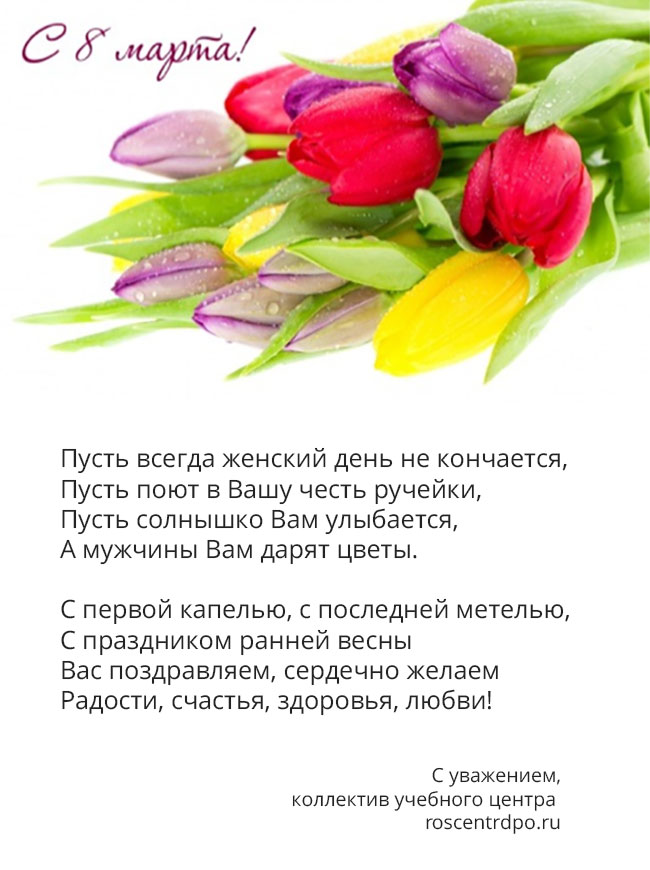 С 8 марта!
Пусть всегда женский день не кончается,
Пусть поют в Вашу честь ручейки,
Пусть солнышко Вам улыбается,
А мужчины Вам дарят цветы.
С первой капелью, с последней метелью,
С праздником ранней весны
Вас поздравляем, сердечно желаем
Радости, счастья, здоровья, любви!
С уважением,
коллектив учебного центра
roscentrdpo.ru